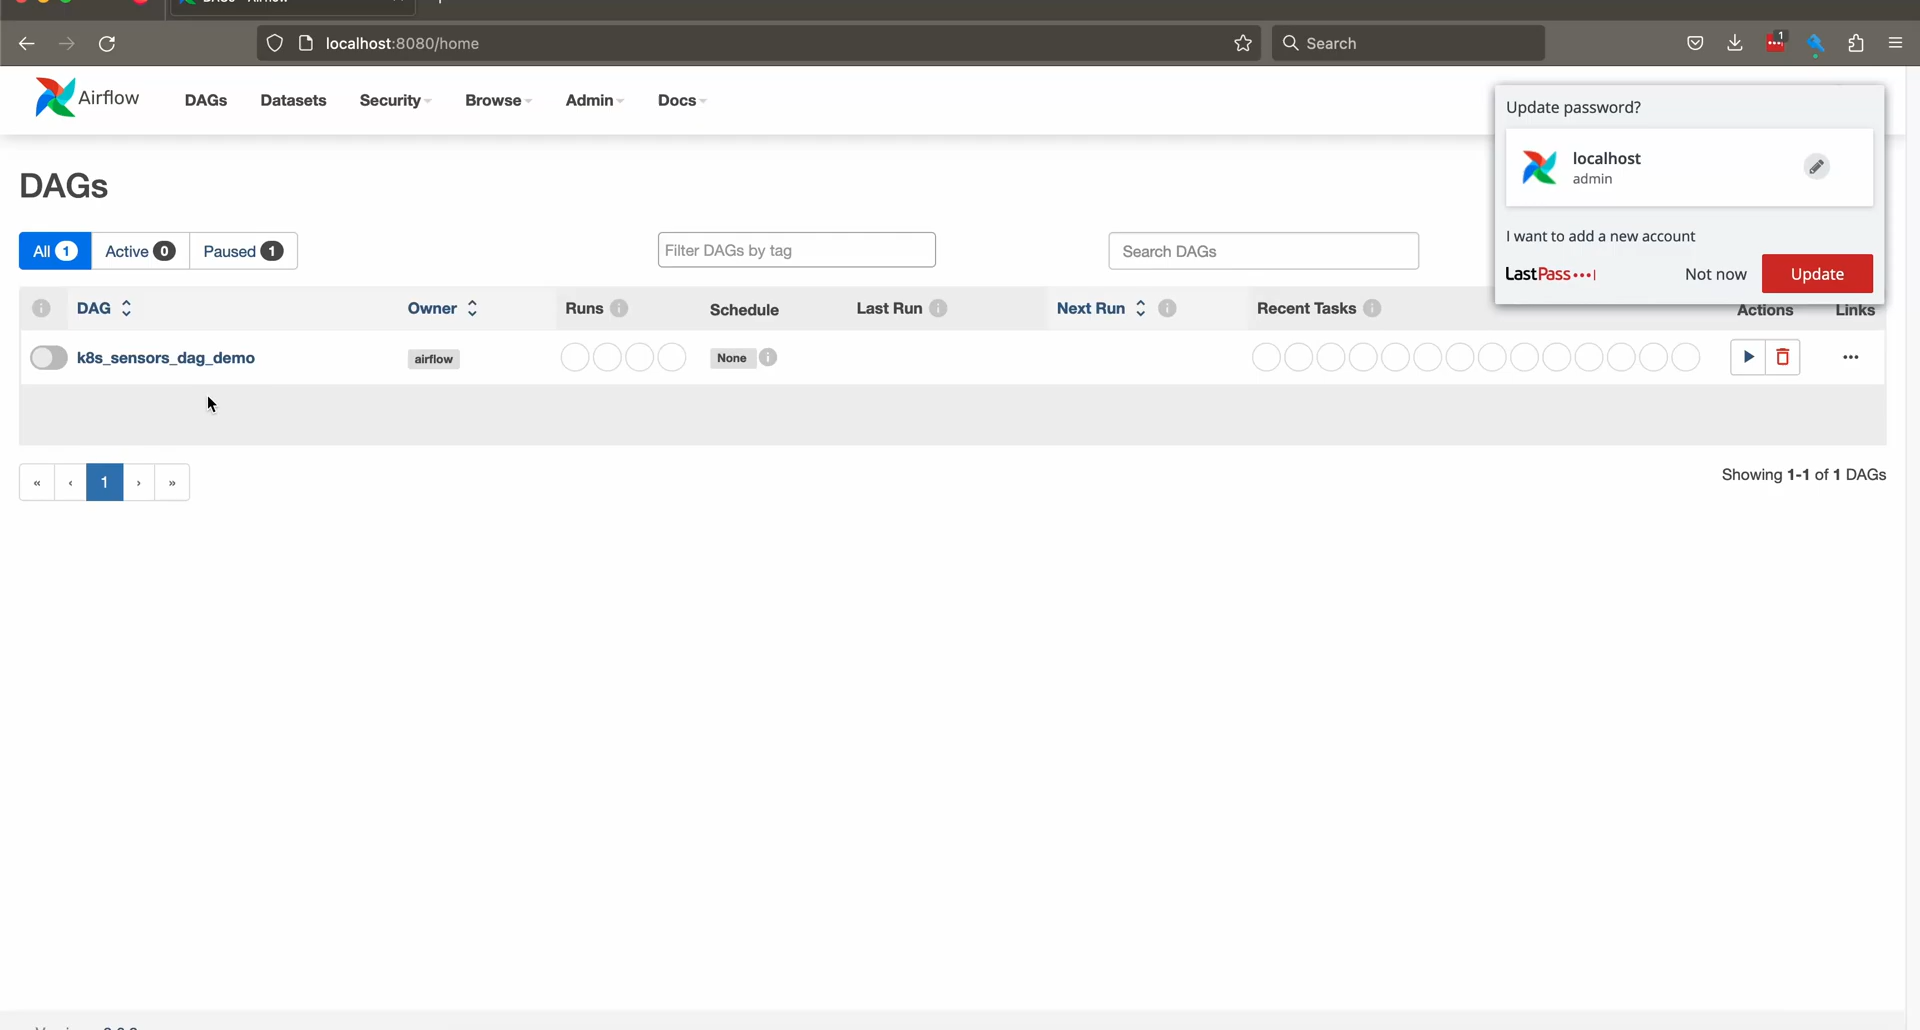 localhost:8080/home
Search
1
Airflow
DAGs
Datasets
Security
Browse
Admin
Docs
Update password?
localhost
admin
I want to add a new account
LastPass
Not now
Update
DAGs
All 1
Active 0
Paused 1
Filter DAGs by tag
Search DAGs
DAG
Owner
Runs
Schedule
Last Run
Next Run
Recent Tasks
Actions
Links
k8s_sensors_dag_demo
airflow
None
« ‹ 1 › »
Showing 1-1 of 1 DAGs